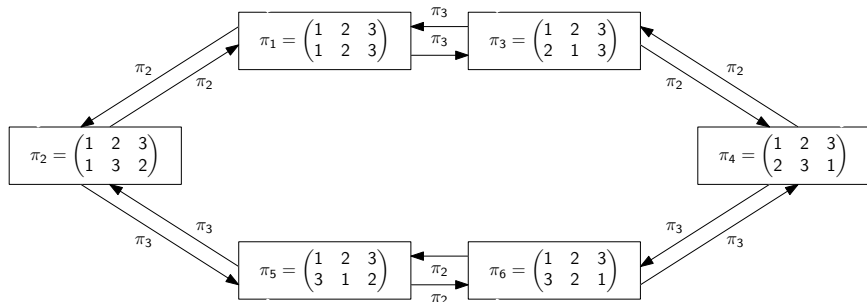 π3
π1 = (1 2 3
1 2 3)
π3 = (1 2 3
2 1 3)
π3
π2
π2
π2
π2
π2 = (1 2 3
1 3 2)
π4 = (1 2 3
2 3 1)
π3
π3
π3
π3
π5 = (1 2 3
3 1 2)
π6 = (1 2 3
3 2 1)
π2
π2